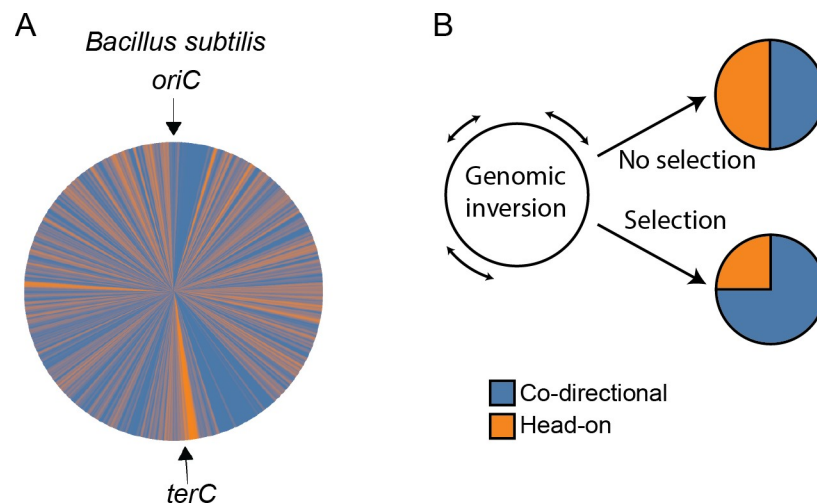 A
Bacillus subtilis
oriC
terC
B
Genomic
inversion
No selection
Selection
Co-directional
Head-on